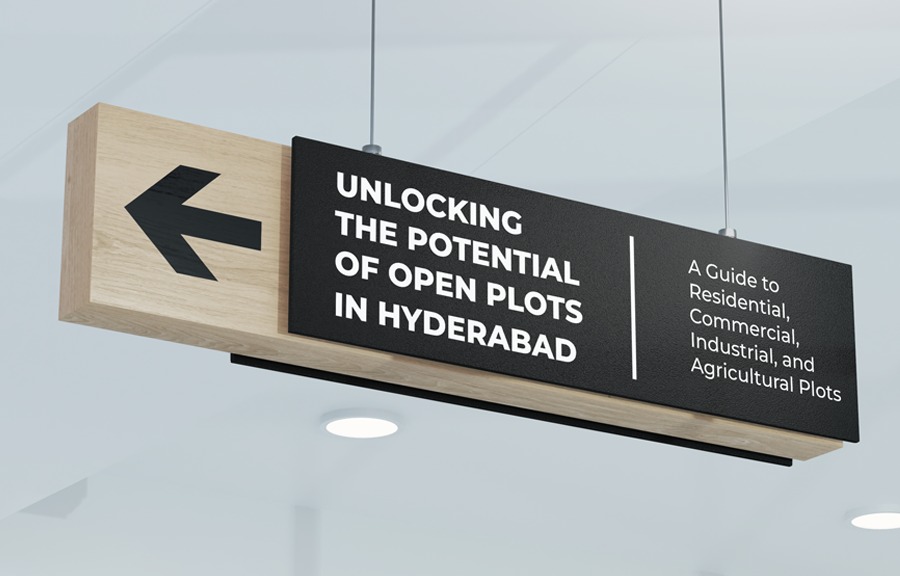 UNLOCKING
THE POTENTIAL
OF OPEN PLOTS
IN HYDERABAD
A Guide to
Residential,
Commercial,
Industrial, and
Agricultural Plots